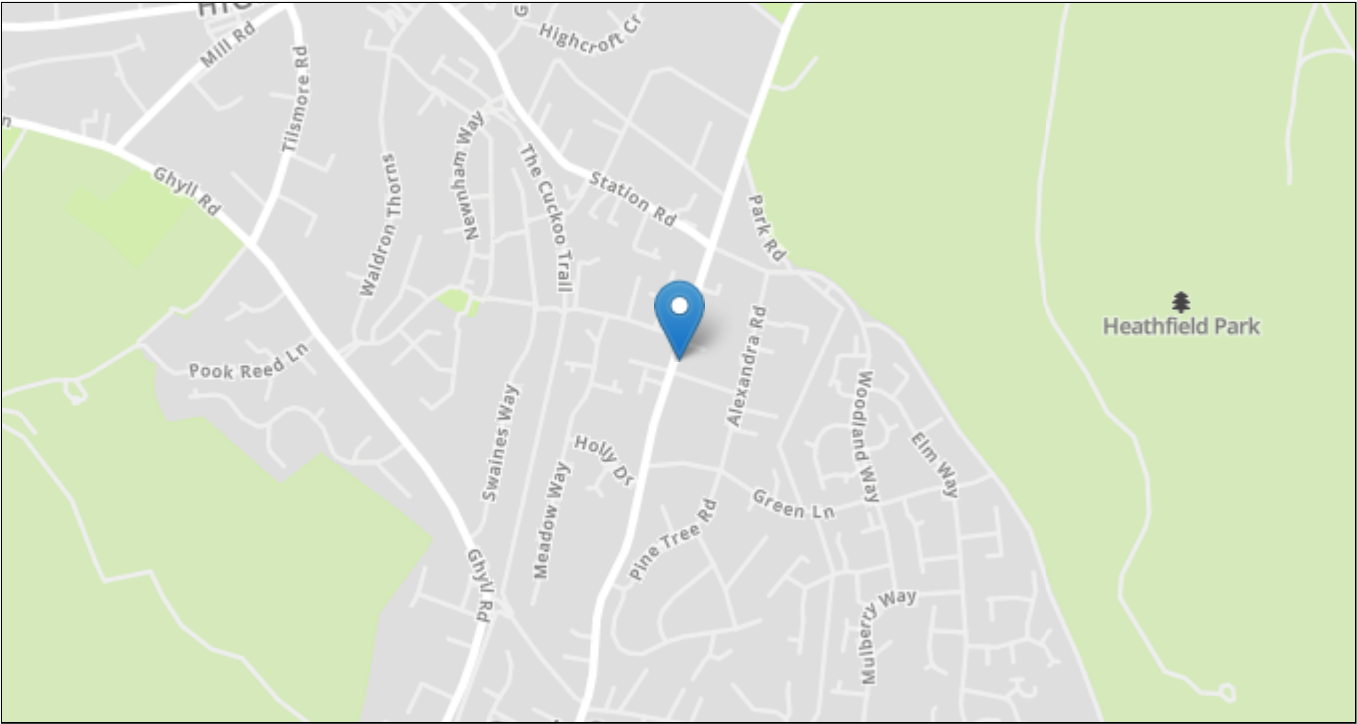 Mill Rd
Highcroft Cr
Tilsmore Rd
Ghyll Rd
Waldron Thorns
Newnham Way
The Cuckoo Trail
Station Rd
Park Rd
Heathfield Park
Pook Reed Ln
Alexandra Rd
Woodland Way
Swaines Way
Holly Dr
Elm Way
Meadow Way
Green Ln
Pine Tree Rd
Ghyll Rd
Mulberry Way